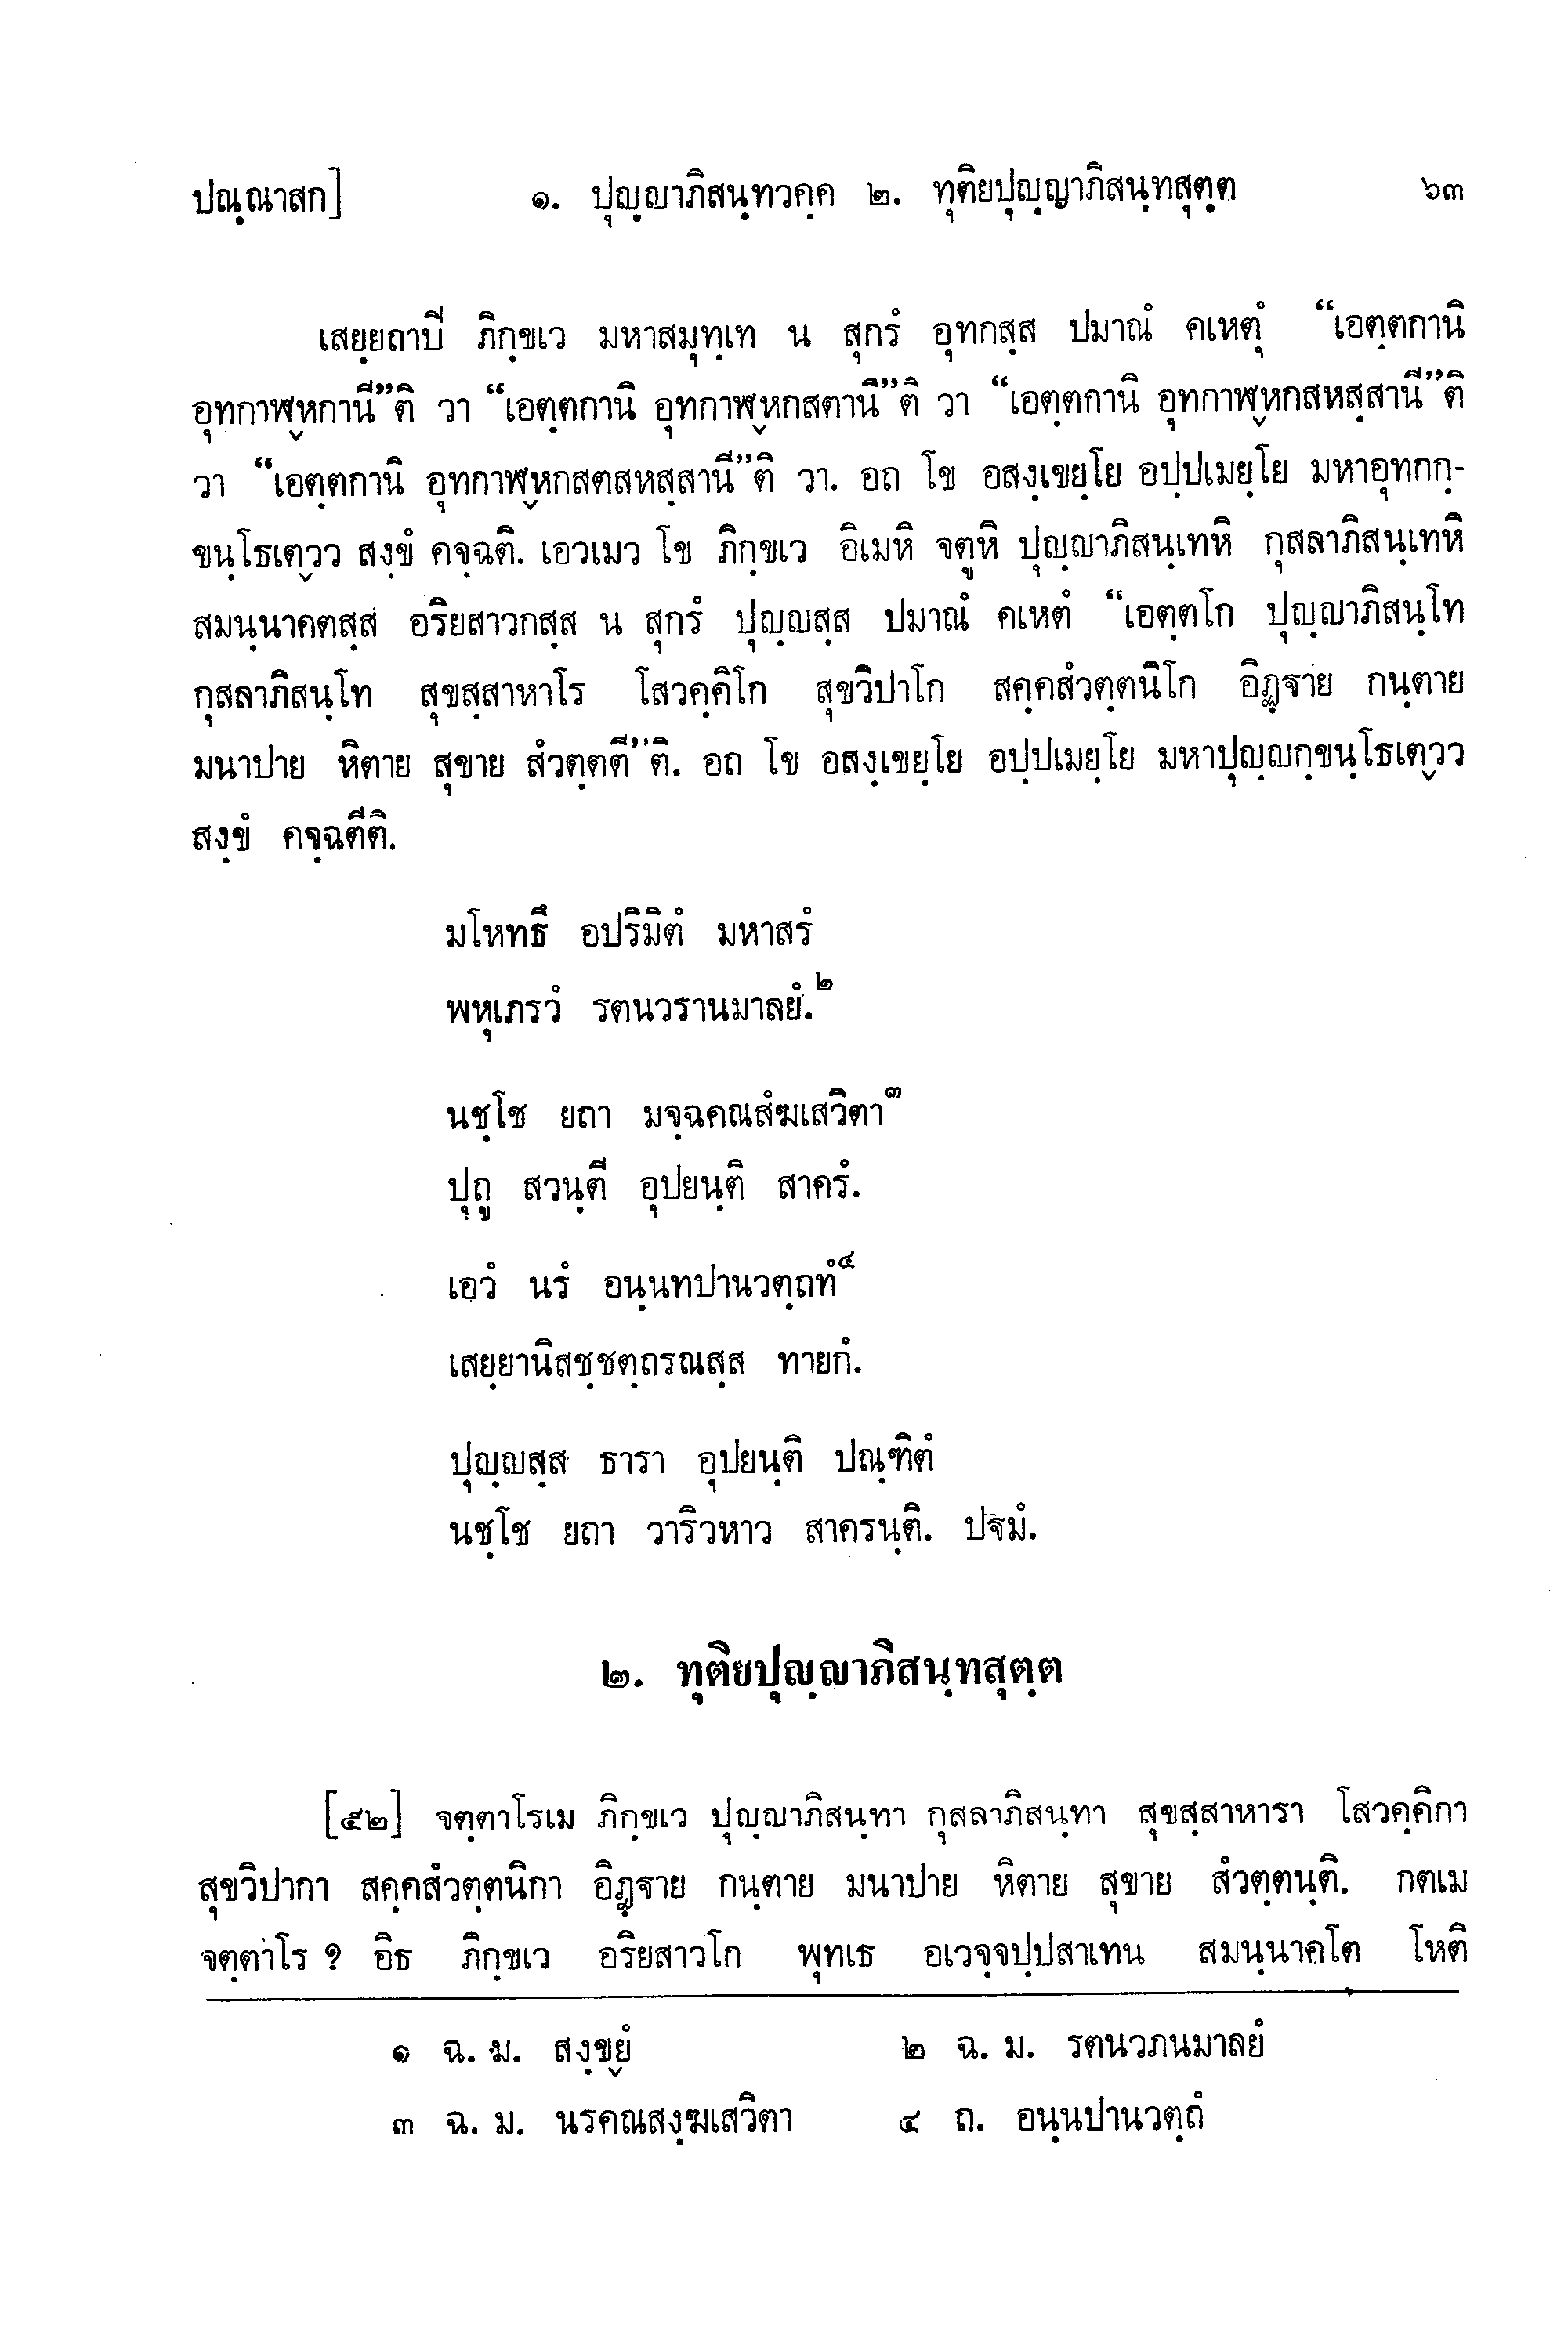 ปณฺณาสก] ๑. ปุญฺญาภิสนฺทวคฺค ๒. ทุติยปุญฺญาภิสนฺทสุตฺต ๖๓
เสยฺยถาปี ภิกฺขเว มหาสมุทฺเท น สุกรํ อุทกสฺส ปมาณํ คเหตุํ “เอตฺตกานิ
อุทกาฬฺหกานี”ติ วา “เอตฺตกานิ อุทกาฬฺหกสตานี”ติ วา “เอตฺตกานิ อุทกาฬฺหกสหสฺสานี”ติ
วา “เอตฺตกานิ อุทกาฬฺหกสตสหสฺสานี”ติ วา. อถ โข อสงฺเขยฺโย อปฺปเมยฺโย มหาอุทกกฺ-
ขนฺโธเตฺวว สงฺขํ คจฺฉติ. เอวเมว โข ภิกฺขเว อิเมหิ จตูหิ ปุญฺญาภิสนฺเทหิ กุสลาภิสนฺเทหิ
สมนฺนาคตสฺส อริยสาวกสฺส น สุกรํ ปุญฺญสฺส ปมาณํ คเหตํ “เอตฺตโก ปุญฺญาภิสนฺโท
กุสลาภิสนฺโท สุขสฺสาหาโร โสวคฺคิโก สุขวิปาโก สคฺคสํวตฺตนิโก อิฏฺฐาย กนฺตาย
มนาปาย หิตาย สุขาย สํวตฺตตี”ติ. อถ โข อสงฺเขยฺโย อปฺปเมยฺโย มหาปุญฺญกฺขนฺโธเตฺวว
สงฺขํ คจฺฉตีติ.
มโหทธึ อปริมิตํ มหาสรํ
พหุเภรวํ รตนวรานมาลยํ.๒
นชฺโช ยถา มจฺฉคณสํฆเสวิตา๓
ปุถู สวนฺตี อุปยนฺติ สาครํ.
เอวํ นรํ อนฺนทปานวตฺถทํ๔
เสยฺยานิสชฺชตฺถรณสฺส ทายกํ.
ปุญฺญสฺส ธารา อุปยนฺติ ปณฺฑิตํ
นชฺโช ยถา วาริวหาว สาครนฺติ. ปฐมํ.
๒. ทุติยปุญฺญาภิสนฺทสุตฺต
[๕๒] จตฺตาโรเม ภิกฺขเว ปุญฺญาภิสนฺทา กุสลาภิสนฺทา สุขสฺสาหารา โสวคฺคิกา
สุขวิปากา สคฺคสํวตฺตนิกา อิฏฺฐาย กนฺตาย มนาปาย หิตาย สุขาย สํวตฺตนฺติ. กตเม
จตฺตาโร ? อิธ ภิกฺขเว อริยสาวโก พุทเธ อเวจฺจปฺปสาเทน สมนฺนาคโต โหติ
๑ ฉ. ม. สงฺขฺยํ ๒ ฉ. ม. รตนวภนมาลยํ
๓ ฉ. ม. นรคณสงฺฆเสวิตา ๔ ถ. อนฺนปานวตฺถํ